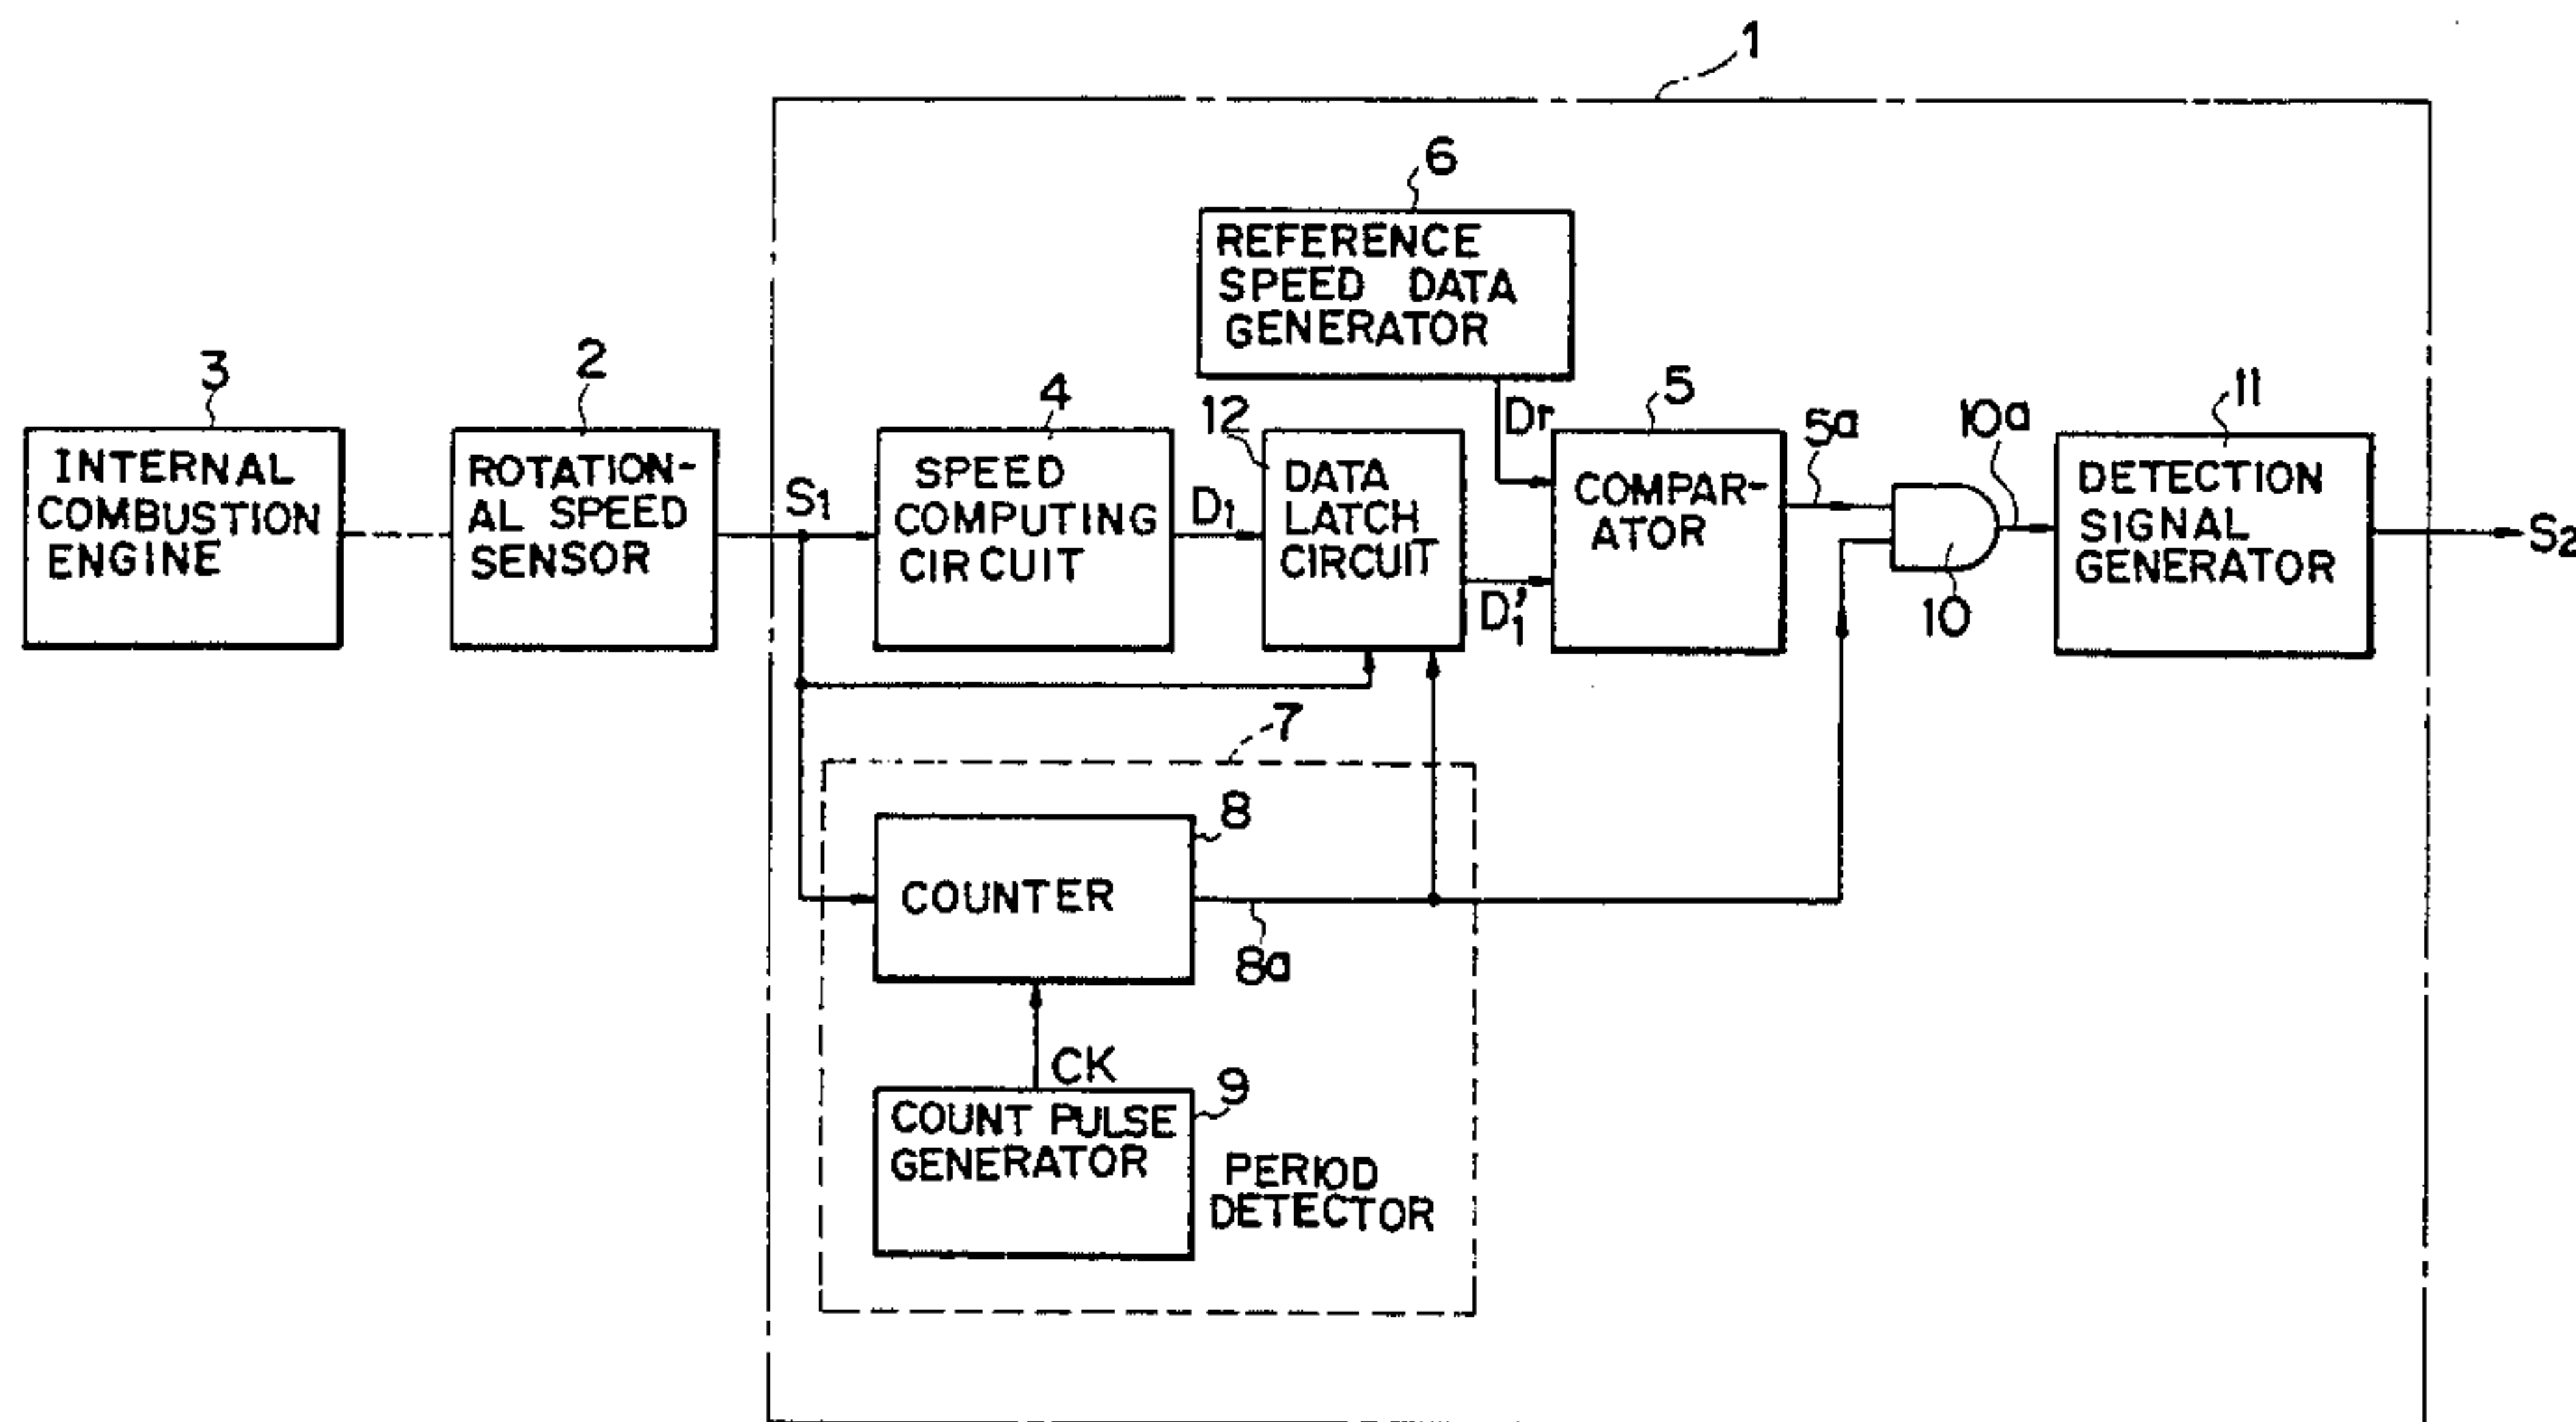 1
6
REFERENCE
SPEED DATA
GENERATOR
3
INTERNAL
COMBUSTION
ENGINE
2
ROTATION-
AL SPEED
SENSOR
S1
4
SPEED
COMPUTING
CIRCUIT
D1
12
DATA
LATCH
CIRCUIT
D1'
Dr
5
COMPAR-
ATOR
5a
10
10a
11
DETECTION
SIGNAL
GENERATOR
S2
7
8
COUNTER
8a
CK
9
COUNT PULSE
GENERATOR
PERIOD
DETECTOR